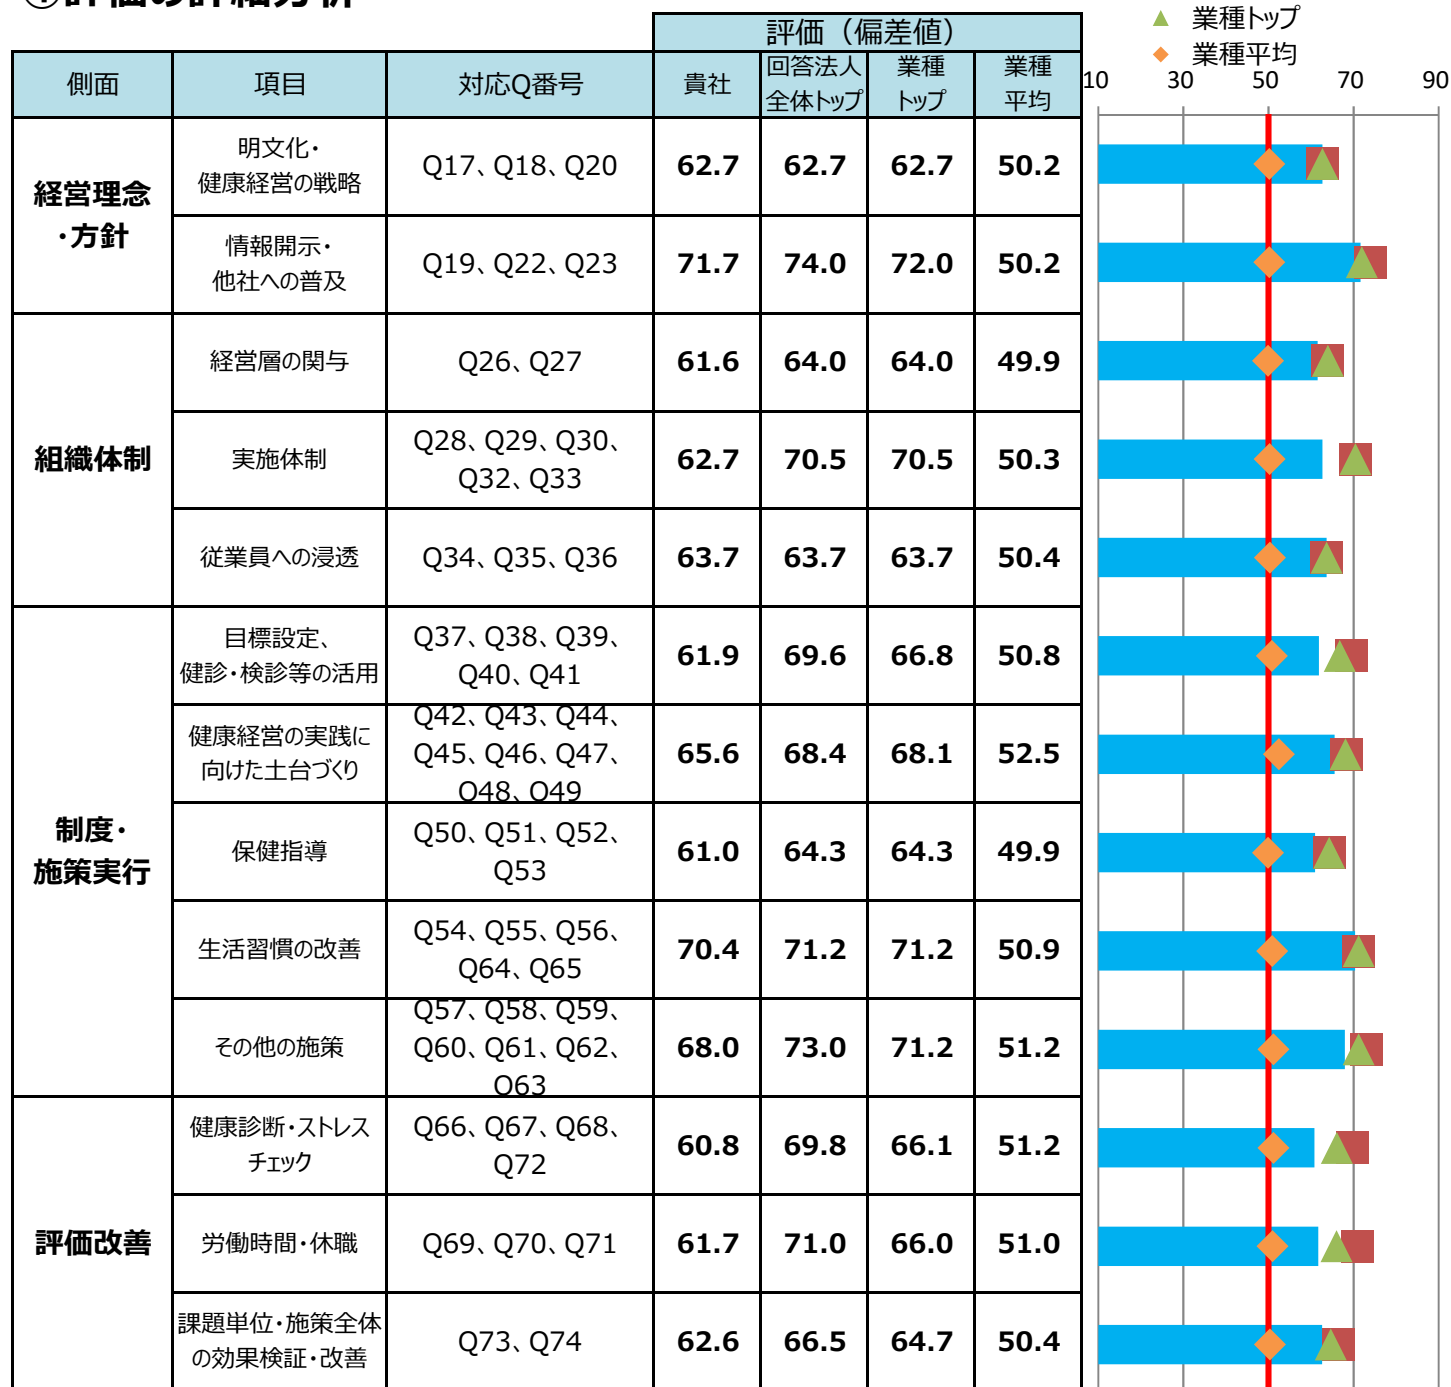 ①評価の詳細分析
▲ 業種トップ
◆ 業種平均
評価（偏差値）
側面 項目 対応Q番号 貴社 回答法人全体トップ 業種トップ 業種平均
10 30 50 70 90
経営理念
・方針
明文化・
健康経営の戦略
Q17、Q18、Q20
62.7 62.7 62.7 50.2
情報開示・
他社への普及
Q19、Q22、Q23
71.7 74.0 72.0 50.2
組織体制
経営層の関与
Q26、Q27
61.6 64.0 64.0 49.9
実施体制
Q28、Q29、Q30、
Q32、Q33
62.7 70.5 70.5 50.3
従業員への浸透
Q34、Q35、Q36
63.7 63.7 63.7 50.4
制度・
施策実行
目標設定、
健診・検診等の活用
Q37、Q38、Q39、
Q40、Q41
61.9 69.6 66.8 50.8
健康経営の実践に
向けた土台づくり
Q42、Q43、Q44、
Q45、Q46、Q47、
Q48、Q49
65.6 68.4 68.1 52.5
保健指導
Q50、Q51、Q52、
Q53
61.0 64.3 64.3 49.9
生活習慣の改善
Q54、Q55、Q56、
Q64、Q65
70.4 71.2 71.2 50.9
その他の施策
Q57、Q58、Q59、
Q60、Q61、Q62、
Q63
68.0 73.0 71.2 51.2
評価改善
健康診断・ストレス
チェック
Q66、Q67、Q68、
Q72
60.8 69.8 66.1 51.2
労働時間・休職
Q69、Q70、Q71
61.7 71.0 66.0 51.0
課題単位・施策全体
の効果検証・改善
Q73、Q74
62.6 66.5 64.7 50.4